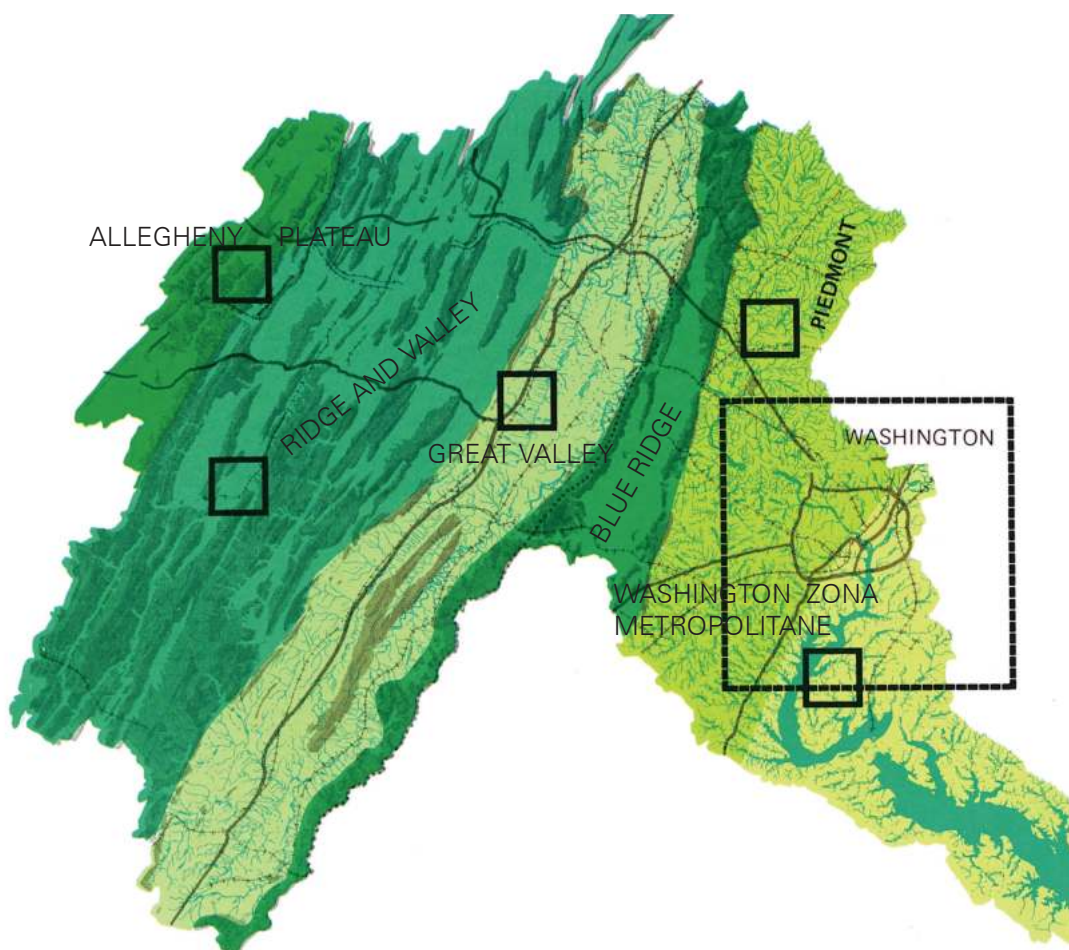 ALLEGHENY PLATEAU
PIEDMONT
RIDGE AND VALLEY
WASHINGTON
GREAT VALLEY
BLUE RIDGE
WASHINGTON ZONA
METROPOLITANE